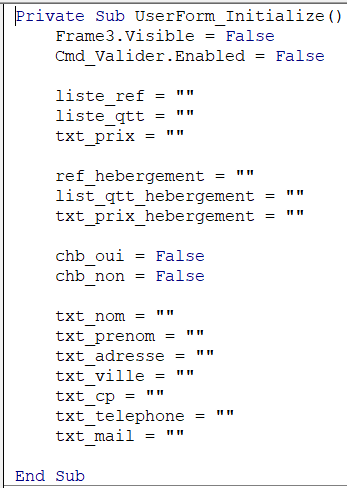 Private Sub UserForm_Initialize()
    Frame3.Visible = False
    Cmd_Valider.Enabled = False

    liste_ref = ""
    liste_qtt = ""
    txt_prix = ""

    ref_hebergement = ""
    list_qtt_hebergement = ""
    txt_prix_hebergement = ""

    chb_oui = False
    chb_non = False

    txt_nom = ""
    txt_prenom = ""
    txt_adresse = ""
    txt_ville = ""
    txt_cp = ""
    txt_telephone = ""
    txt_mail = ""

End Sub